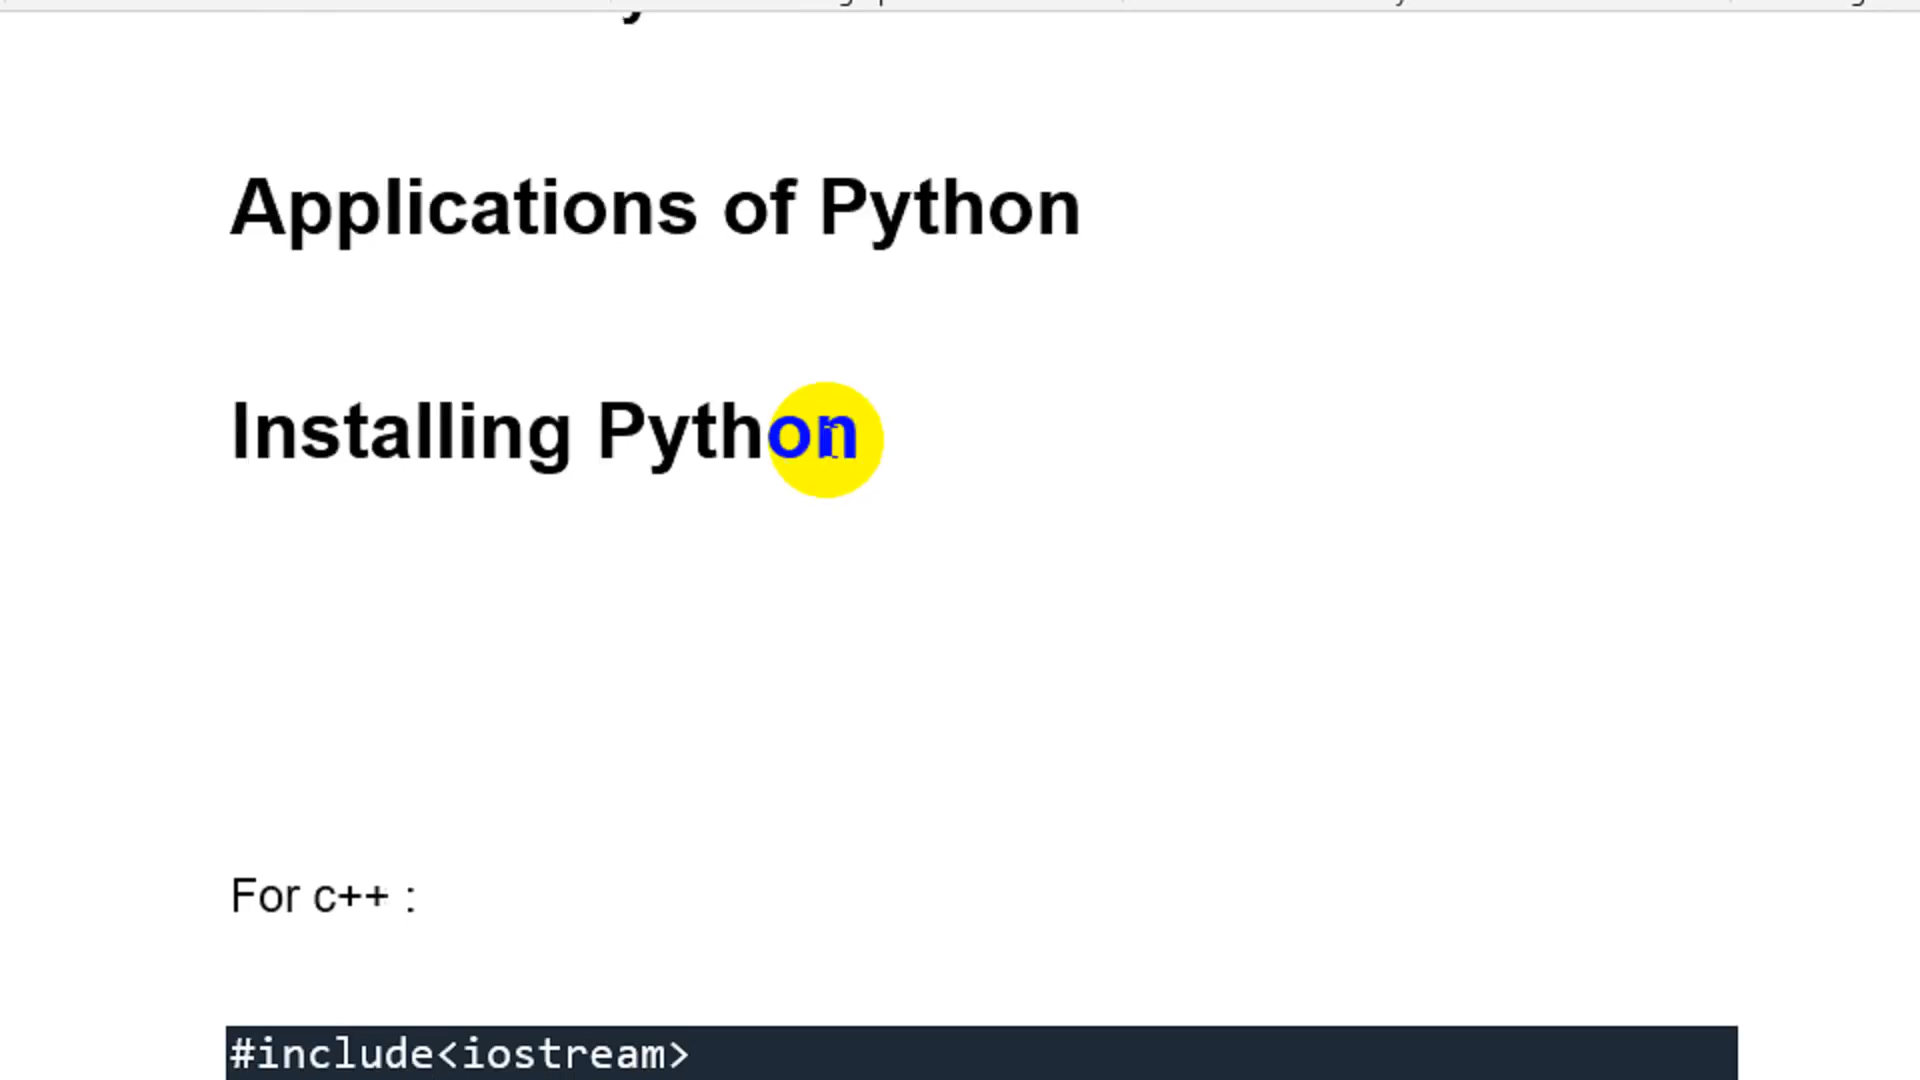 Applications of Python
Installing Python
For c++ :
#include<iostream>